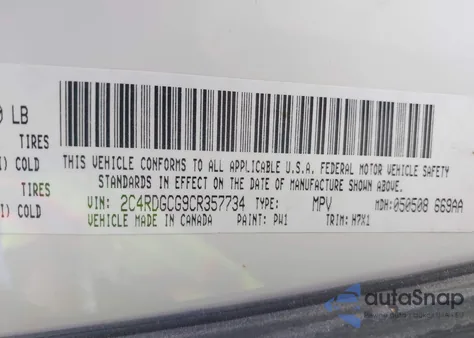 0 LB
TIRES
I) COLD
TIRES
I) COLD
THIS VEHICLE CONFORMS TO ALL APPLICABLE U.S.A. FEDERAL MOTOR VEHICLE SAFETY
STANDARDS IN EFFECT ON THE DATE OF MANUFACTURE SHOWN ABOVE.
VIN: 2C4RDGCG9CR357734 TYPE: MPV MDH: 050508 669AA
VEHICLE MADE IN CANADA PAINT: PW1 TRIM: H7X1
autoSnap